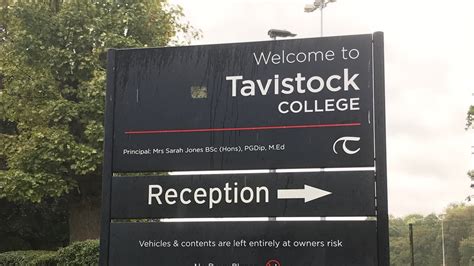 Welcome to
Tavistock
COLLEGE
Principal: Mrs Sarah Jones BSc (Hons), PGDip, M.Ed
Reception
Vehicles & contents are left entirely at owners risk